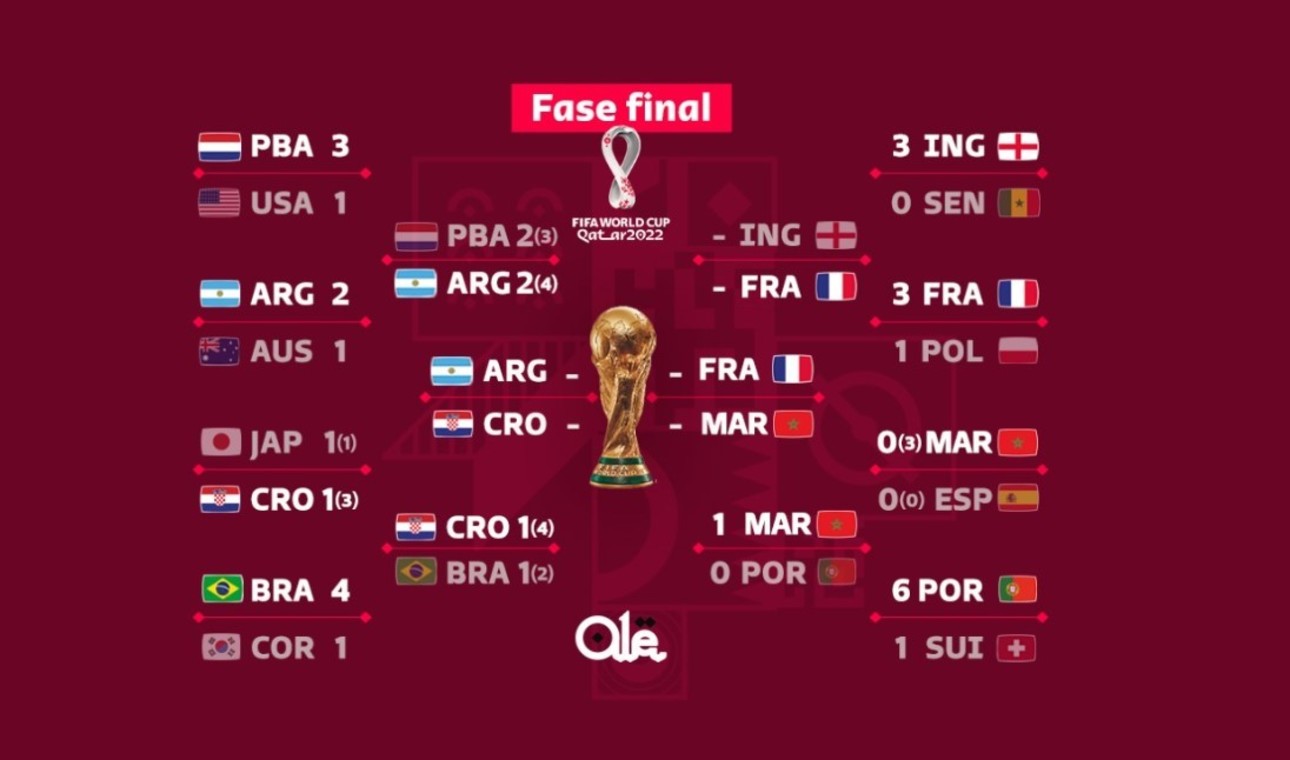 Fase final
FIFA WORLD CUP
Qatar2022
PBA 3
USA 1
ARG 2
AUS 1
JAP 1(1)
CRO 1(3)
BRA 4
COR 1
PBA 2(3)
ARG 2(4)
CRO 1(4)
BRA 1(2)
ARG -
CRO -
- FRA
- MAR
- ING
- FRA
1 MAR
0 POR
3 ING
0 SEN
3 FRA
1 POL
0(3) MAR
0(0) ESP
6 POR
1 SUI
Olé